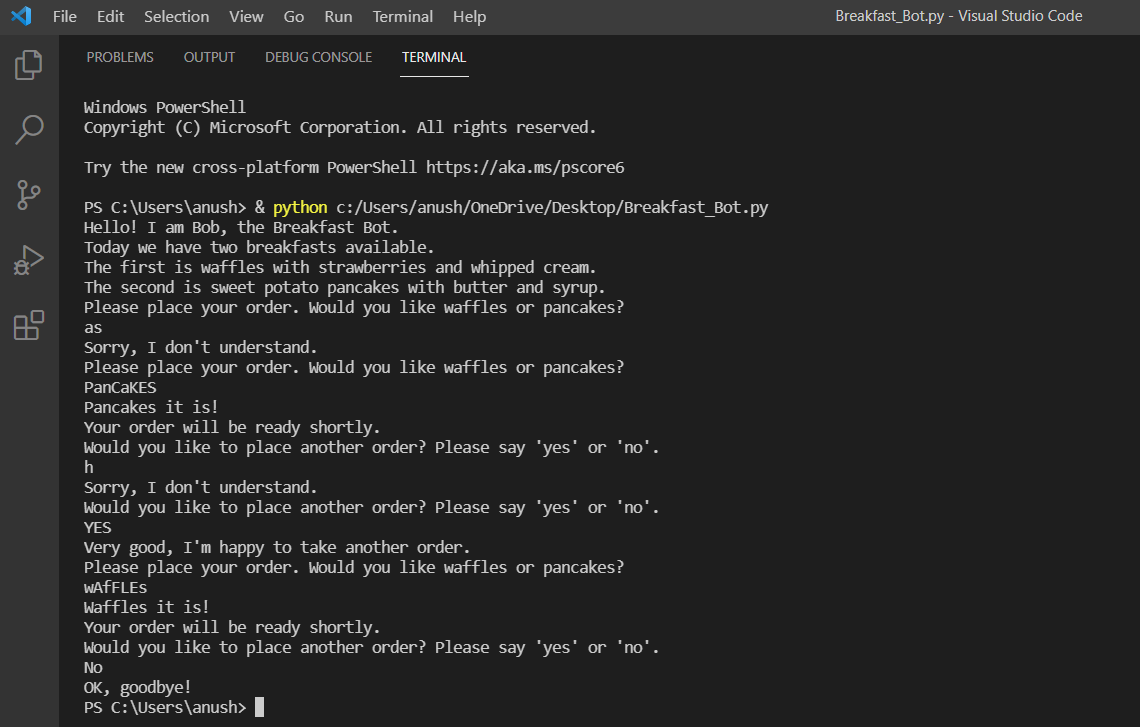 File Edit Selection View Go Run Terminal Help Breakfast_Bot.py - Visual Studio Code
PROBLEMS OUTPUT DEBUG CONSOLE TERMINAL
Windows PowerShell
Copyright (C) Microsoft Corporation. All rights reserved.
Try the new cross-platform PowerShell https://aka.ms/pscore6
PS C:\Users\anush> & python c:/Users/anush/OneDrive/Desktop/Breakfast_Bot.py
Hello! I am Bob, the Breakfast Bot.
Today we have two breakfasts available.
The first is waffles with strawberries and whipped cream.
The second is sweet potato pancakes with butter and syrup.
Please place your order. Would you like waffles or pancakes?
as
Sorry, I don't understand.
Please place your order. Would you like waffles or pancakes?
PanCaKES
Pancakes it is!
Your order will be ready shortly.
Would you like to place another order? Please say 'yes' or 'no'.
h
Sorry, I don't understand.
Would you like to place another order? Please say 'yes' or 'no'.
YES
Very good, I'm happy to take another order.
Please place your order. Would you like waffles or pancakes?
wAfFLEs
Waffles it is!
Your order will be ready shortly.
Would you like to place another order? Please say 'yes' or 'no'.
No
OK, goodbye!
PS C:\Users\anush>